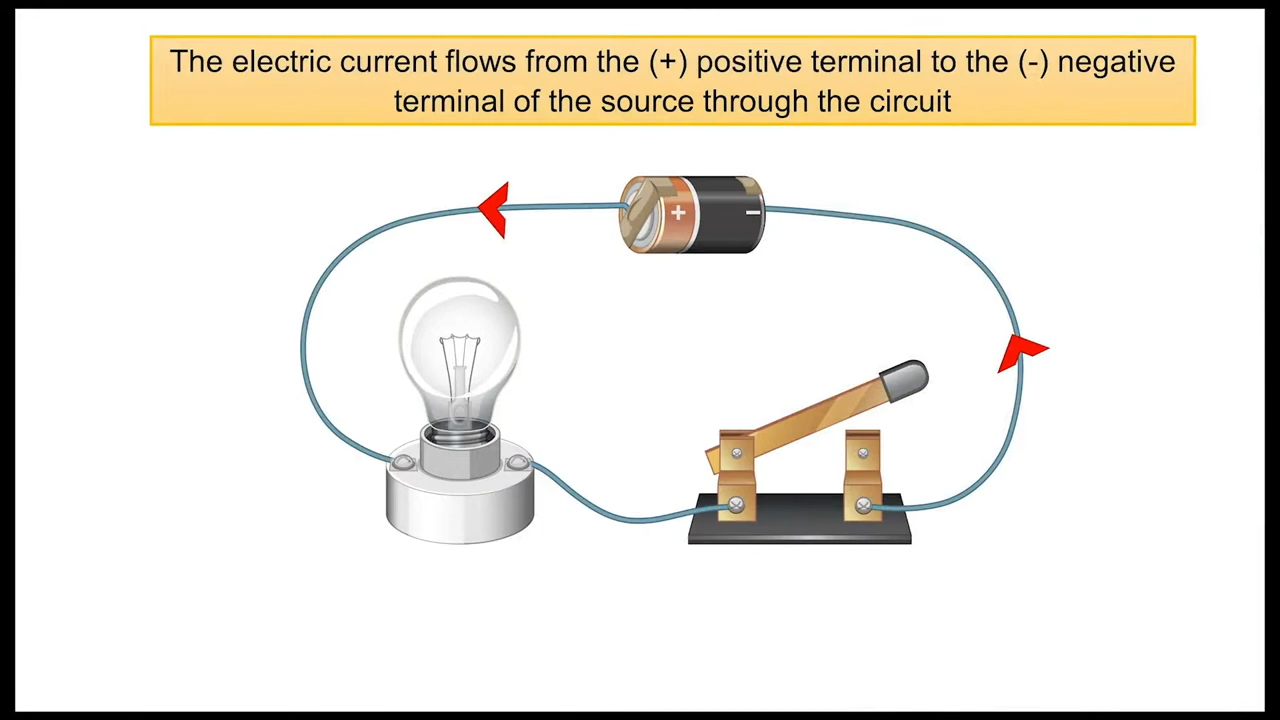 The electric current flows from the (+) positive terminal to the (-) negative
terminal of the source through the circuit
+ −